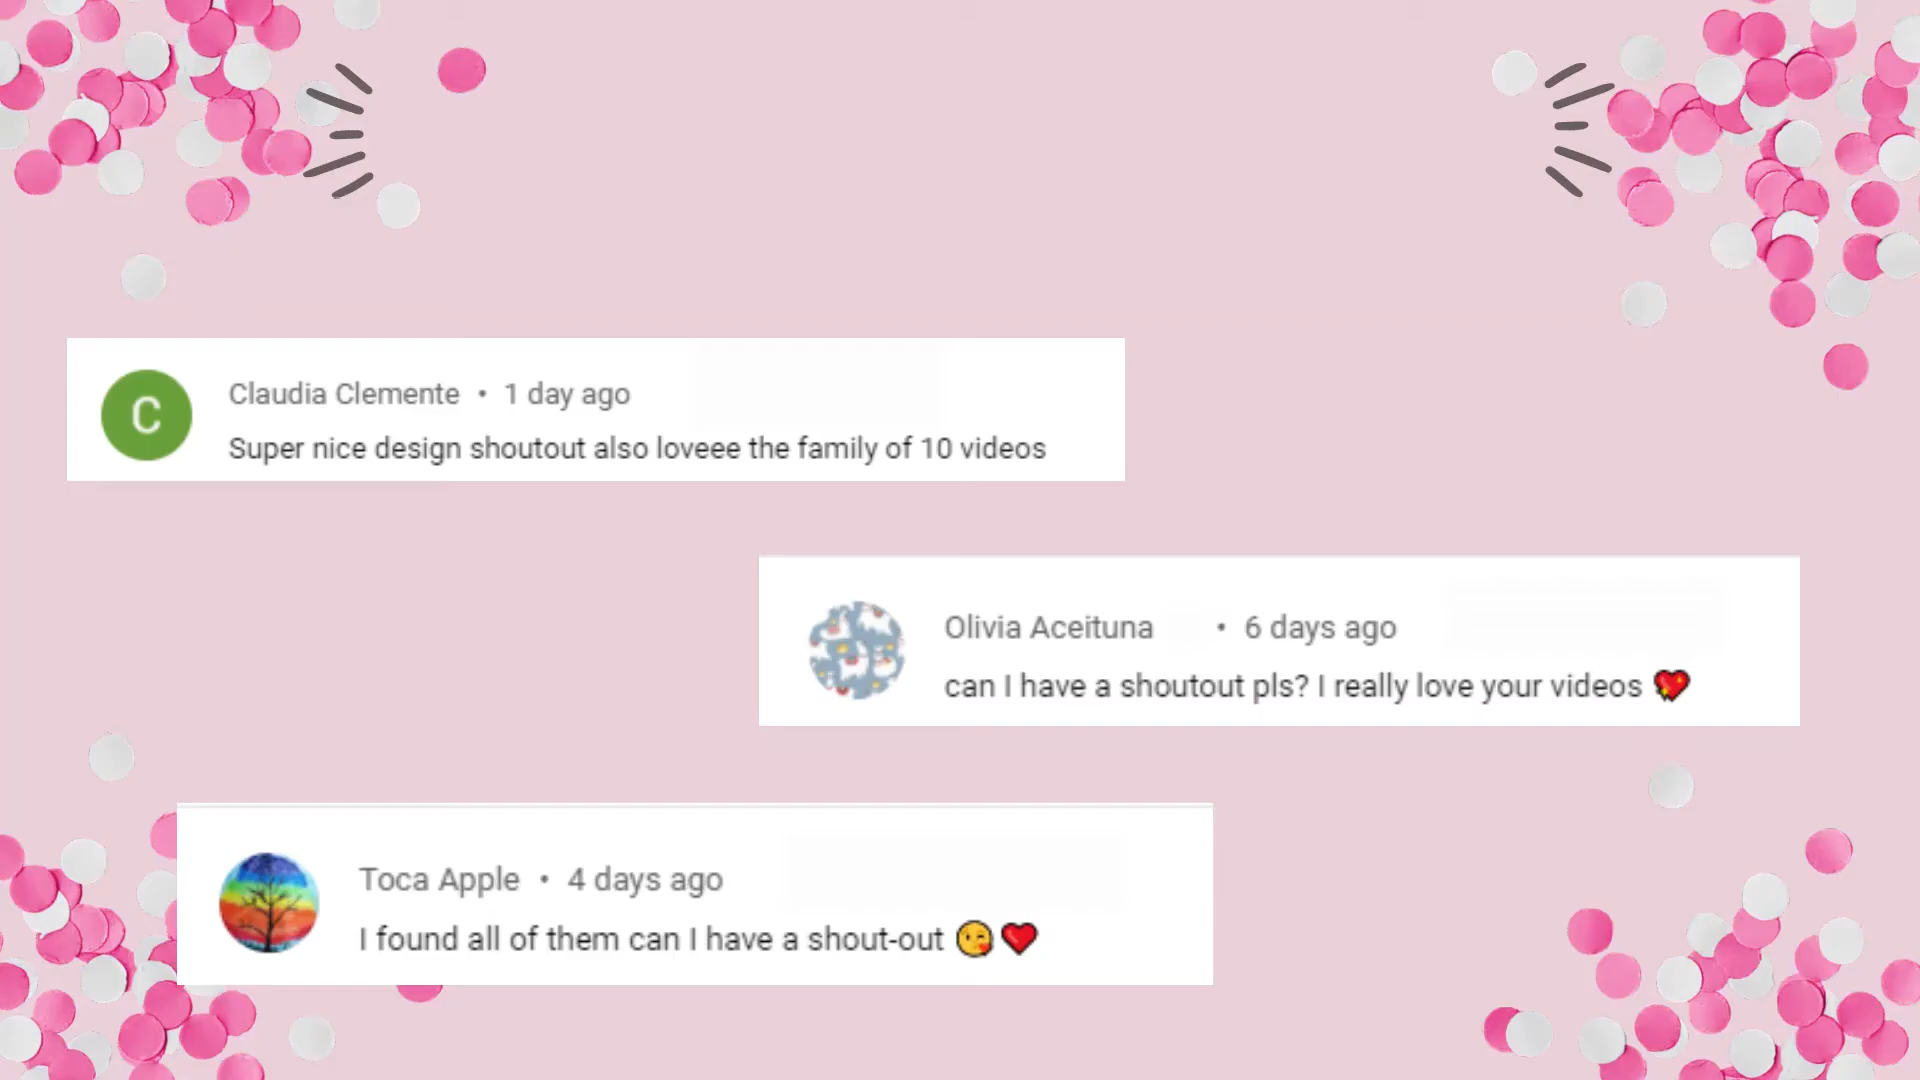 C
Claudia Clemente • 1 day ago
Super nice design shoutout also loveee the family of 10 videos
Olivia Aceituna • 6 days ago
can I have a shoutout pls? I really love your videos 💖
Toca Apple • 4 days ago
I found all of them can I have a shout-out 😘❤️